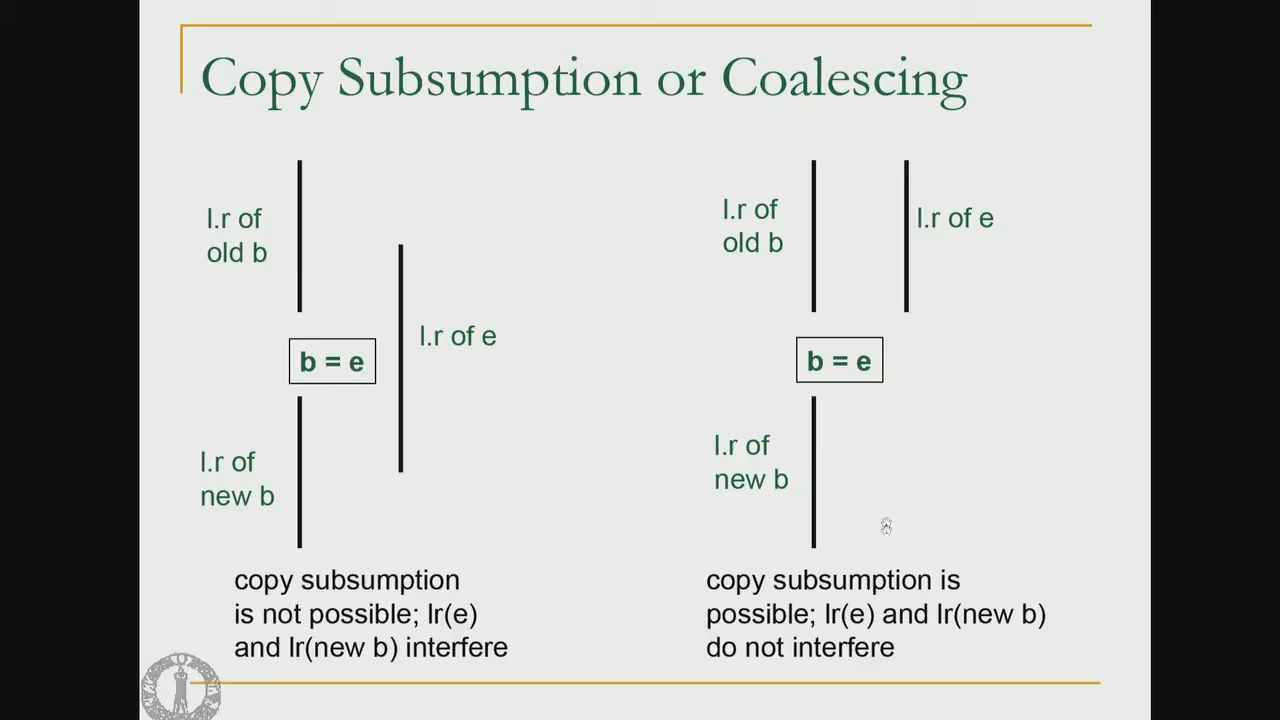 Copy Subsumption or Coalescing
l.r of
old b
l.r of e
b = e
l.r of
new b
copy subsumption
is not possible; lr(e)
and lr(new b) interfere
l.r of
old b
l.r of e
b = e
l.r of
new b
copy subsumption is
possible; lr(e) and lr(new b)
do not interfere